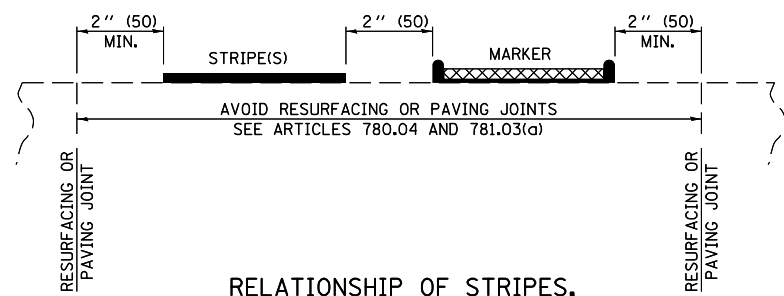 2" (50)
MIN.
2" (50)
2" (50)
MIN.
STRIPE(S)
MARKER
AVOID RESURFACING OR PAVING JOINTS
SEE ARTICLES 780.04 AND 781.03(a)
RESURFACING OR
PAVING JOINT
RESURFACING OR
PAVING JOINT
RELATIONSHIP OF STRIPES,